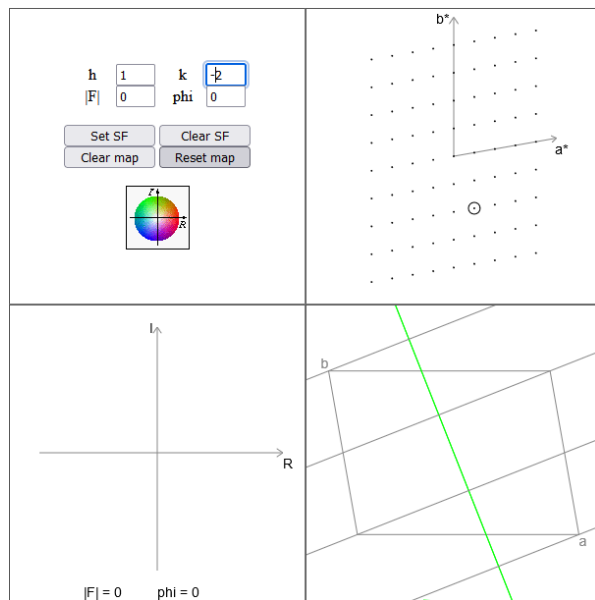 h 1 k -2
|F| 0 phi 0
Set SF Clear SF
Clear map Reset map
I
R
b*
a*
I
R
|F| = 0 phi = 0
b
a